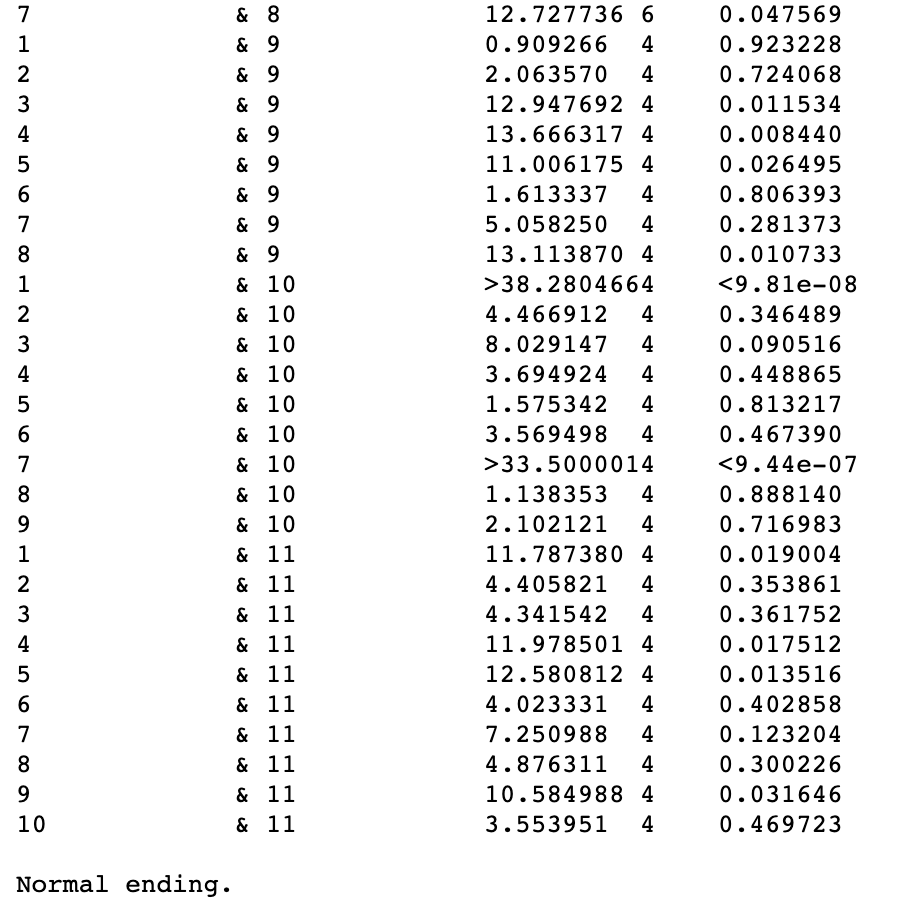 7 & 8 12.727736 6 0.047569
1 & 9 0.909266 4 0.923228
2 & 9 2.063570 4 0.724068
3 & 9 12.947692 4 0.011534
4 & 9 13.666317 4 0.008440
5 & 9 11.006175 4 0.026495
6 & 9 1.613337 4 0.806393
7 & 9 5.058250 4 0.281373
8 & 9 13.113870 4 0.010733
1 & 10 >38.2804664 <9.81e-08
2 & 10 4.466912 4 0.346489
3 & 10 8.029147 4 0.090516
4 & 10 3.694924 4 0.448865
5 & 10 1.575342 4 0.813217
6 & 10 3.569498 4 0.467390
7 & 10 >33.5000014 <9.44e-07
8 & 10 1.138353 4 0.888140
9 & 10 2.102121 4 0.716983
1 & 11 11.787380 4 0.019004
2 & 11 4.405821 4 0.353861
3 & 11 4.341542 4 0.361752
4 & 11 11.978501 4 0.017512
5 & 11 12.580812 4 0.013516
6 & 11 4.023331 4 0.402858
7 & 11 7.250988 4 0.123204
8 & 11 4.876311 4 0.300226
9 & 11 10.584988 4 0.031646
10 & 11 3.553951 4 0.469723
Normal ending.